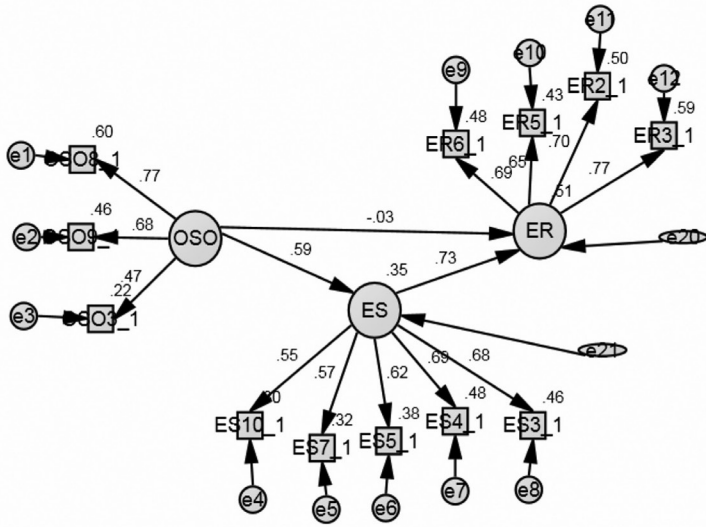 e11
e10
.50
e9
ER2_1
e12
.43
.48
ER5_1
.59
.60
ER6_1
.70
ER3_1
e1
.65
.77
.69
.77
.46
.68
-.03
ER
e2
OSO
e20
.59
.73
.47
.35
.22
e3
ES
e21
.55
.69
.68
.57
.62
.48
.46
.32
.38
ES10_1
ES7_1
ES5_1
ES4_1
ES3_1
e4
e5
e6
e7
e8